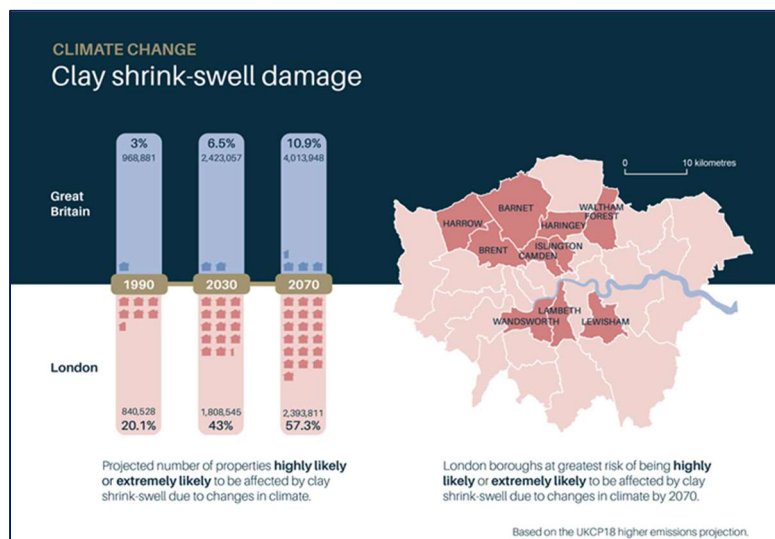 CLIMATE CHANGE
Clay shrink-swell damage
3%
968,881
6.5%
2,423,057
10.9%
4,013,948
Great
Britain
1990
2030
2070
London
840,528
20.1%
1,808,545
43%
2,393,811
57.3%
Projected number of properties highly likely
or extremely likely to be affected by clay
shrink-swell due to changes in climate.
0 10 kilometres
BARNET
HARROW
HARINGEY
WALTHAM
FOREST
BRENT
ISLINGTON
CAMDEN
LAMBETH
WANDSWORTH
LEWISHAM
London boroughs at greatest risk of being highly
likely or extremely likely to be affected by clay
shrink-swell due to changes in climate by 2070.
Based on the UKCP18 higher emissions projection.